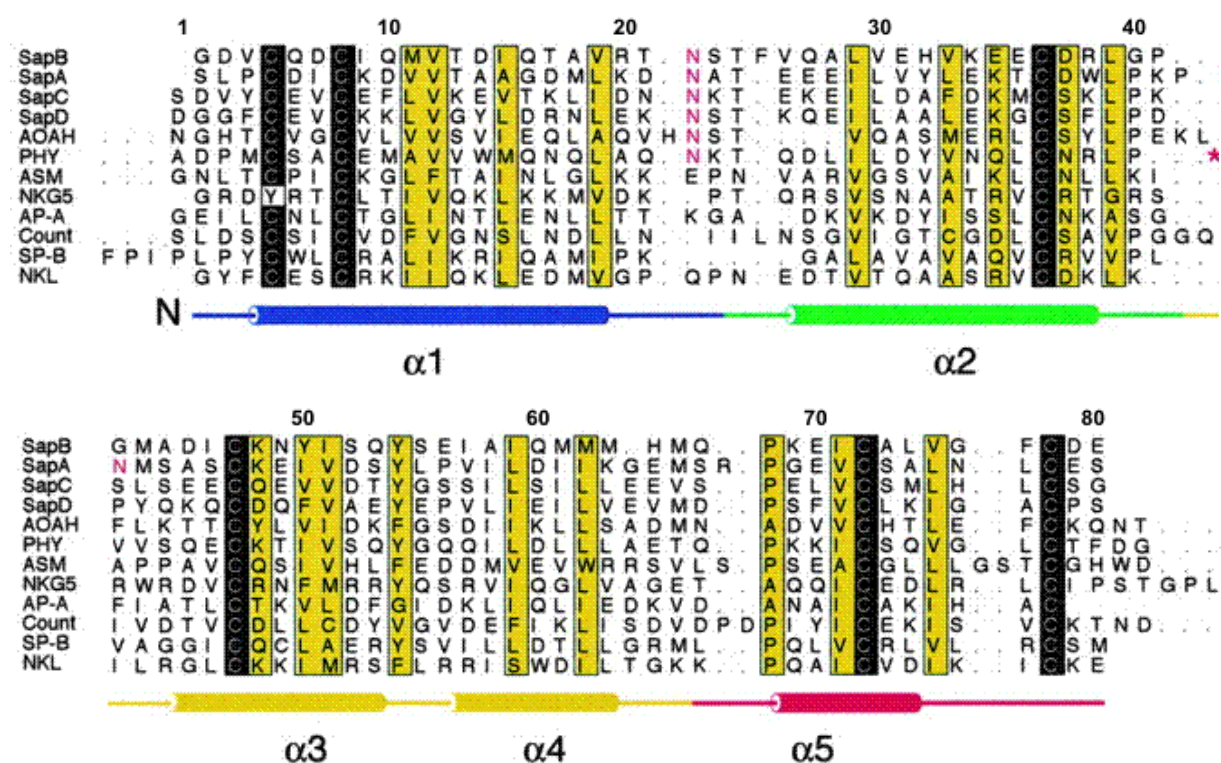 1 10 20 30 40
SapB G D V C Q D C I Q M V T D I Q T A V R T . N S T F V Q A L V E H V K E E C D R L G P . . .
SapA . S L P C D I C K D V V T A A G D M L K D . N A T . E E E I L V Y L E K T C D W L P K P . .
SapC S D V Y C E V C E F L V K E V T K L I D N . N K T . E K E I L D A F D K M C S K L P K . . .
SapD D G G F C E V C K K L V G Y L D R N L E K . N S T . K Q E I L A A L E K G C S F L P D . . .
AOAH . . . N G H T C V G C V L V V S V I E Q L A Q V H N S T . . . . V Q A S M E R L C S Y L P E K L .
PHY . . . A D P M C S A C E M A V V W M Q N Q L A Q . N K T . Q D L I L D Y V N Q L C N R L P . . . *
ASM . . . G N L T C P I C K G L F T A I N L G L K K . E P N . V A R V G S V A I K L C N L L K I . .
NKG5 . . . G R D Y R T C L T I V Q K L K K M V D K . . P T . Q R S V S N A A T R V C R T G R S . .
AP-A . . . G E I L C N L C T G L I N T L E N L L T T . K G A . . D K V K D Y I S S L C N K A S G . .
Count . . . S L D S C S I C V D F V G N S L N D L L N . . I I L N S G V I G T C G D L C S A V P G G Q
SP-B F P I P L P Y C W L C R A L I K R I Q A M I P K . . . . . G A L A V A V A Q V C R V V P L . .
NKL . . . G Y F C E S C R K I I Q K L E D M V G P . Q P N . E D T V T Q A A S R V C D K L K . . .
N
α1 α2
50 60 70 80
SapB G M A D I C K N Y I S Q Y S E I A I Q M M M . H M Q . . P K E V C A L V G . . F C D E
SapA N M S A S C K E I V D S Y L P V I L D I I K G E M S R . P G E V C S A L N . . L C E S
SapC S L S E E C Q E V V D T Y G S S I L S I L L E E V S . . P E L V C S M L H . . L C S G
SapD P Y Q K Q C D Q F V A E Y E P V L I E I L V E V M D . . P S F V C L K I G . . A C P S
AOAH F L K T T C Y L V I D K F G S D I I K L L S A D M N . . A D V V C H T L E . . F C K Q N T . . .
PHY V V S Q E C K T I V S Q Y G Q Q I L D L L L A E T Q . . P K K I C S Q V G . . L C T F D G . . .
ASM A P P A V C Q S I V H L F E D D M V E V W R R S V L S . P S E A C G L L L G S T C G H W D . . .
NKG5 R W R D V C R N F M R R Y Q S R V I Q G L V A G E T . . A Q Q I C E D L R . . L C I P S T G P L
AP-A F I A T L C T K V L D F G I D K L I Q L I E D K V D . . A N A I C A K I H . . A C
Count I V D T V C D L L C D Y V G V D E F I K L I S D V D P D P I Y I C E K I S . . V C K T N D . . .
SP-B V A G G I C Q C L A E R Y S V I L L D T L L G R M L . . P Q L V C R L V L . . R C S M
NKL I L R G L C K K I M R S F L R R I S W D I L T G K K . . P Q A I C V D I K . . I C K E
α3 α4 α5